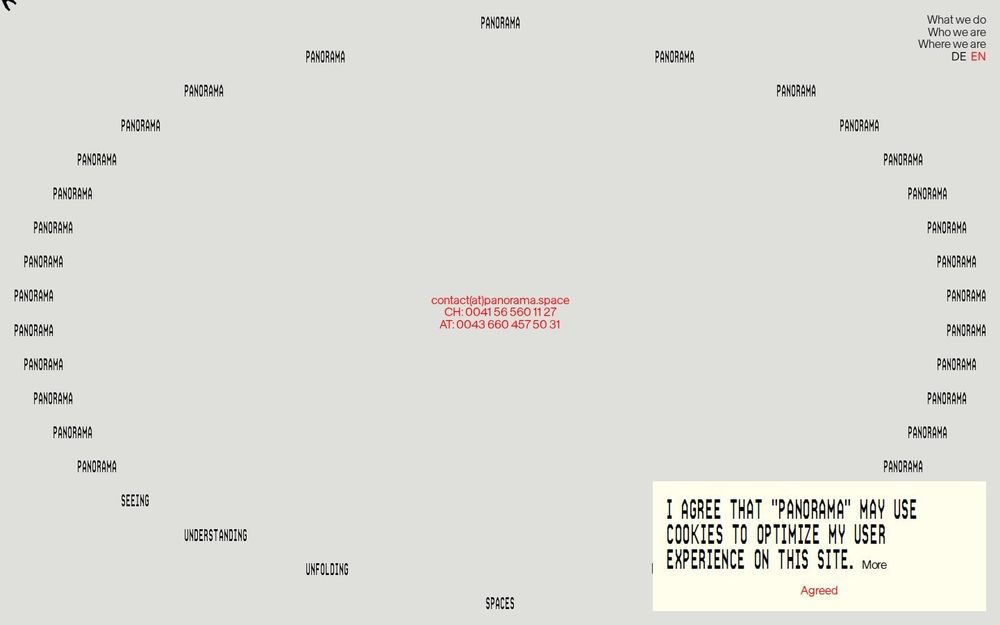 PANORAMA
What we do
Who we are
Where we are
DE EN
PANORAMA PANORAMA
PANORAMA PANORAMA
PANORAMA PANORAMA
PANORAMA PANORAMA
PANORAMA PANORAMA
PANORAMA PANORAMA
PANORAMA PANORAMA
PANORAMA PANORAMA
contact(at)panorama.space
CH: 0041 56 560 11 27
AT: 0043 660 457 50 31
PANORAMA PANORAMA
PANORAMA PANORAMA
PANORAMA PANORAMA
PANORAMA PANORAMA
PANORAMA PANORAMA
SEEING
UNDERSTANDING
UNFOLDING
SPACES
I AGREE THAT "PANORAMA" MAY USE
COOKIES TO OPTIMIZE MY USER
EXPERIENCE ON THIS SITE. More
Agreed